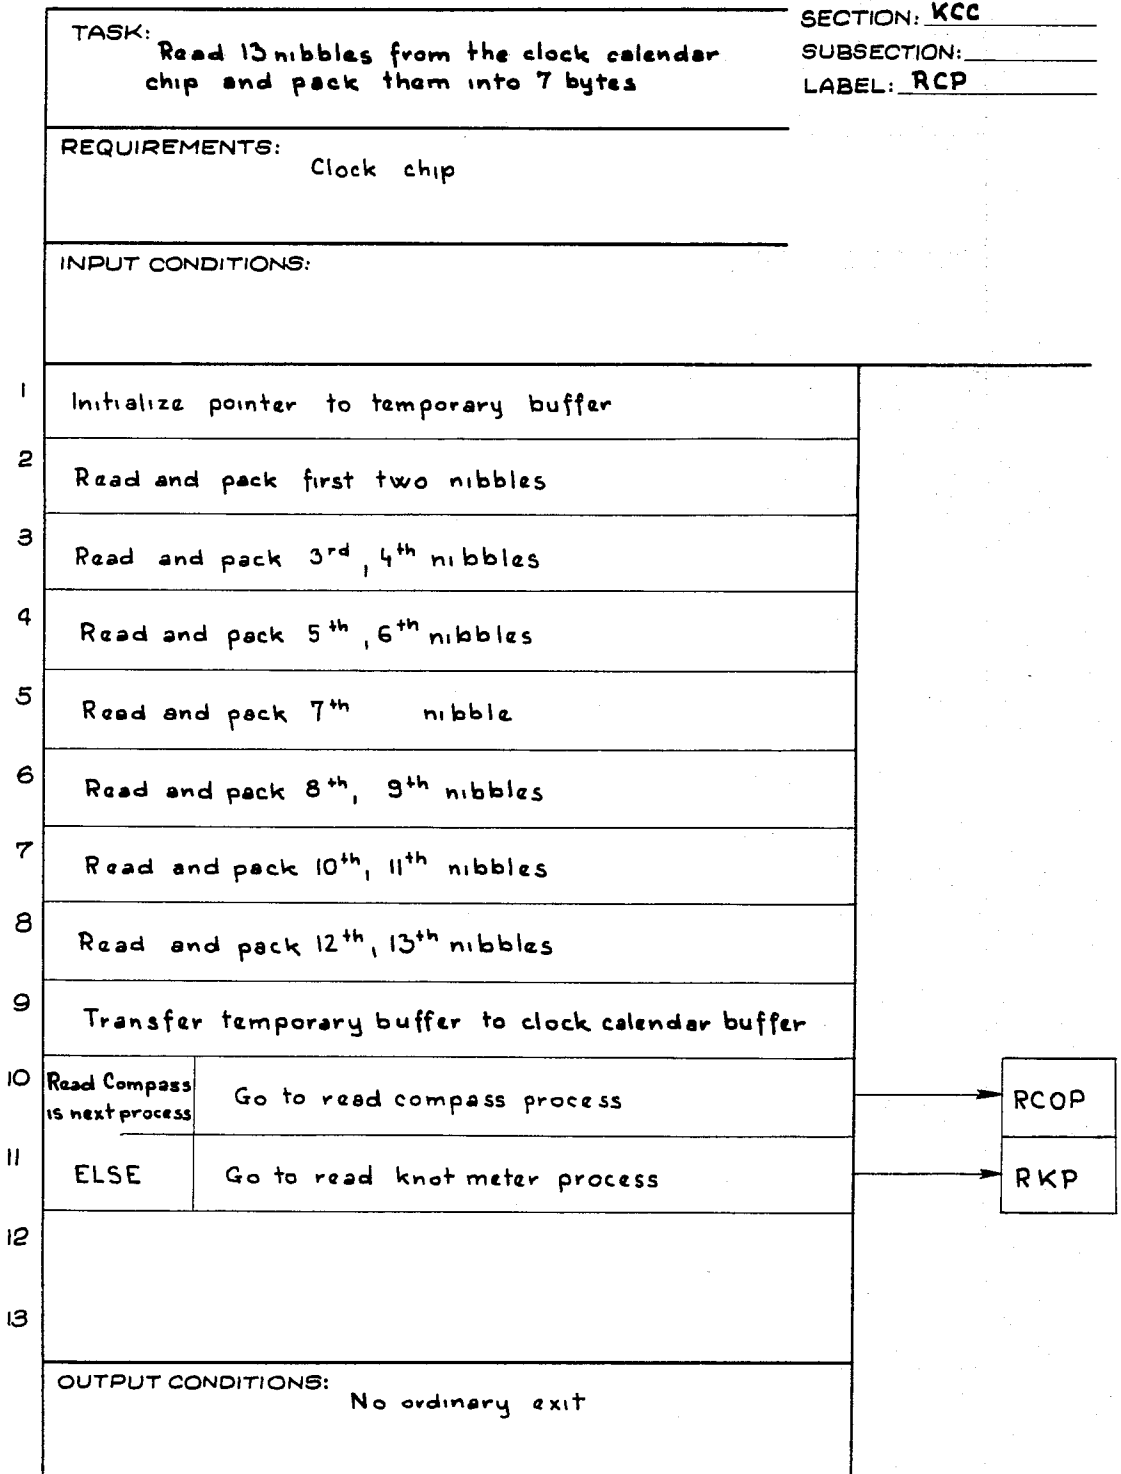 TASK:
Read 13 nibbles from the clock calendar
chip and pack them into 7 bytes
SECTION: KCC
SUBSECTION:
LABEL: RCP
REQUIREMENTS:
Clock chip
INPUT CONDITIONS:
1 Initialize pointer to temporary buffer
2 Read and pack first two nibbles
3 Read and pack 3rd, 4th nibbles
4 Read and pack 5th, 6th nibbles
5 Read and pack 7th nibble
6 Read and pack 8th, 9th nibbles
7 Read and pack 10th, 11th nibbles
8 Read and pack 12th, 13th nibbles
9 Transfer temporary buffer to clock calendar buffer
10 Read Compass
is next process
Go to read compass process
RCOP
11 ELSE Go to read knot meter process RKP
12
13
OUTPUT CONDITIONS:
No ordinary exit